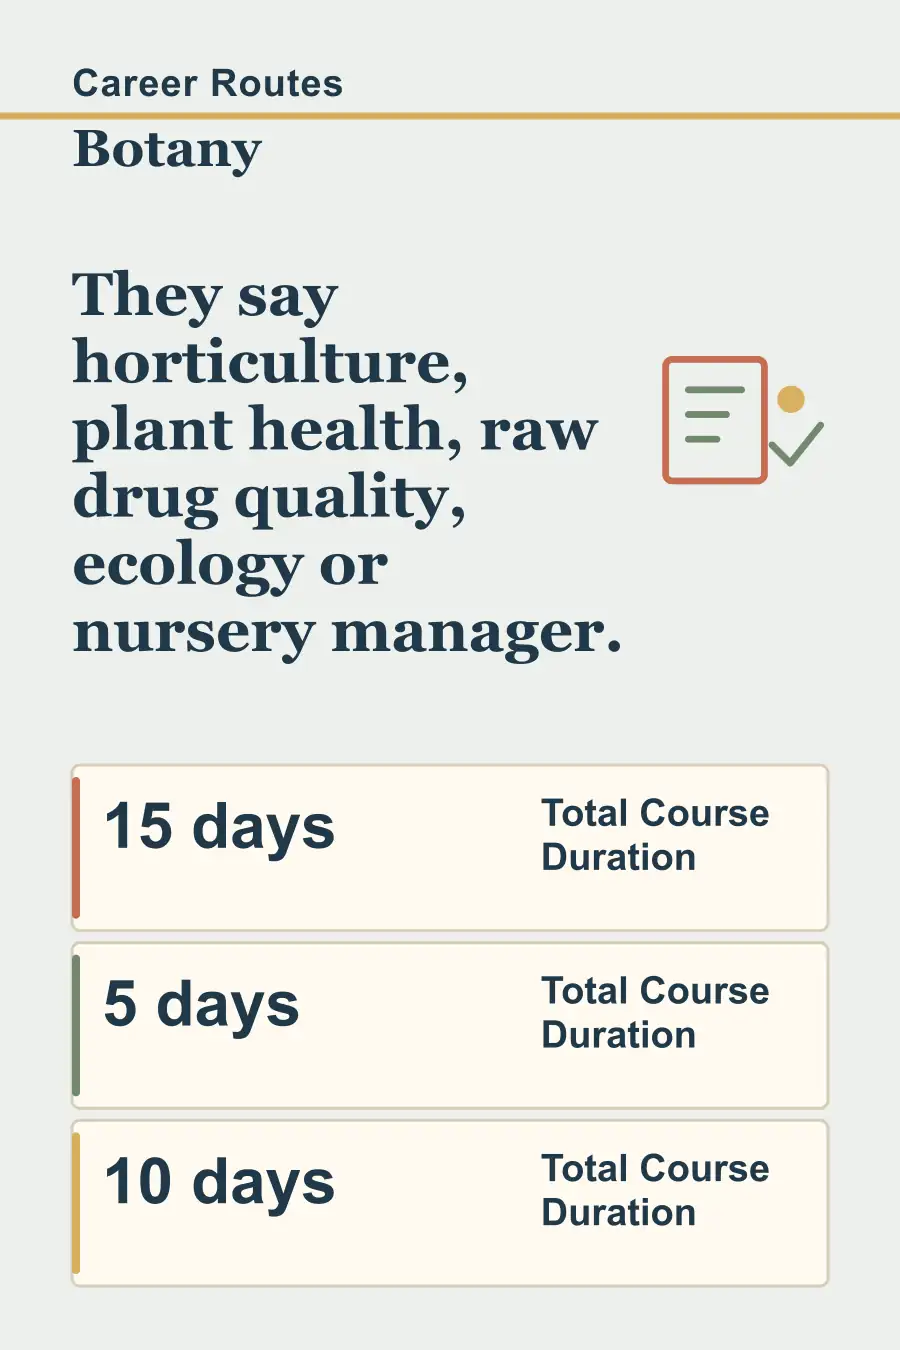 Career Routes
Botany
They say
horticulture,
plant health, raw
drug quality,
ecology or
nursery manager.
15 days
Total Course
Duration
5 days
Total Course
Duration
10 days
Total Course
Duration